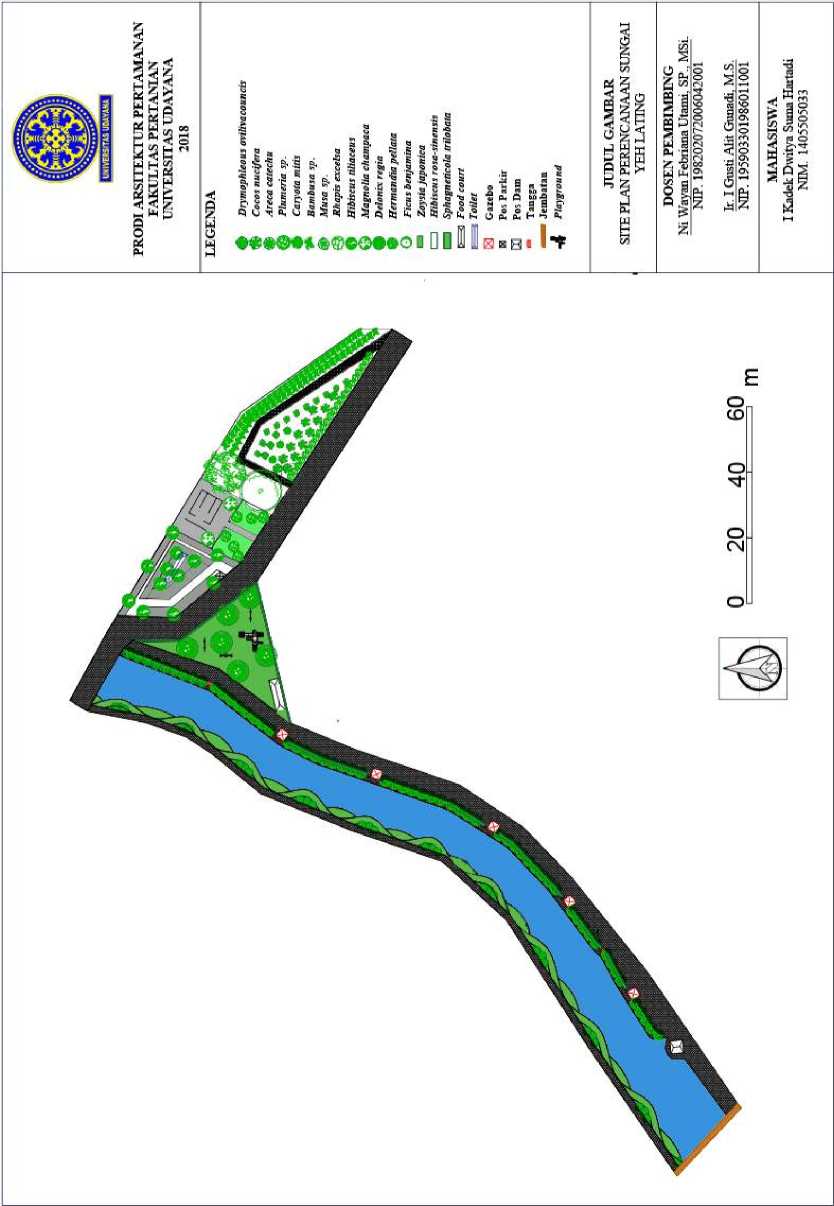 UNIVERSITAS UDAYANA
PRODI ARSITEKTUR PERTAMANAN
FAKULTAS PERTANIAN
UNIVERSITAS UDAYANA
2018
LEGENDA
Drymophleous ovilivacouncis
Cocos nucifera
Areca catechu
Plumeria sp.
Caryota mitis
Bambusa sp.
Musa sp.
Rhapis excelsa
Hibiscus tiliaceus
Magnolia champaca
Delonix regia
Hernandia peltata
Ficus benjamina
Zoysia japonica
Hibiscus rosa-sinensis
Sphagneticola trilobata
Food court
Toilet
Gazebo
Pos Parkir
Pos Dam
Tangga
Jembatan
Playground
JUDUL GAMBAR
SITE PLAN PERENCANAAN SUNGAI
YEH LATING
DOSEN PEMBIMBING
Ni Wayan Febriana Utami, SP., MSi.
NIP. 198202072006042001
Ir. I Gusti Alit Gunadi, M.S.
NIP. 195903301986011001
MAHASISWA
I Kadek Dwitya Suma Hartadi
NIM. 1405505033
0 20 40 60 m